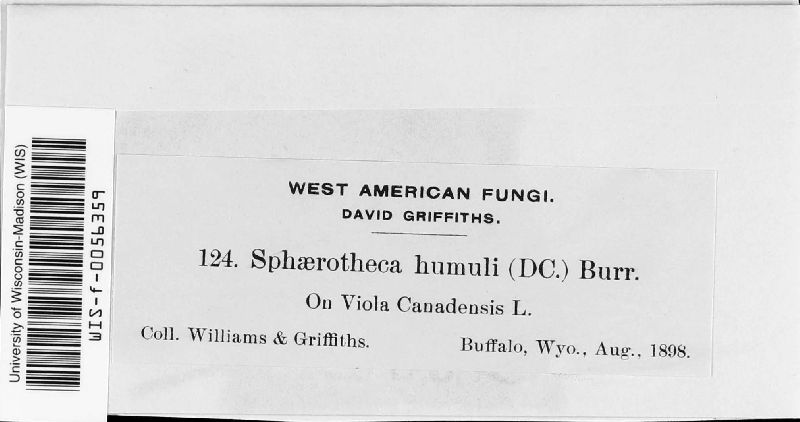 WEST AMERICAN FUNGI.
DAVID GRIFFITHS.
124. Sphærotheca humuli (DC.) Burr.
On Viola Canadensis L.
Coll. Williams & Griffiths.
Buffalo, Wyo., Aug., 1898.
University of Wisconsin-Madison (WIS)
WIS-f-0056359